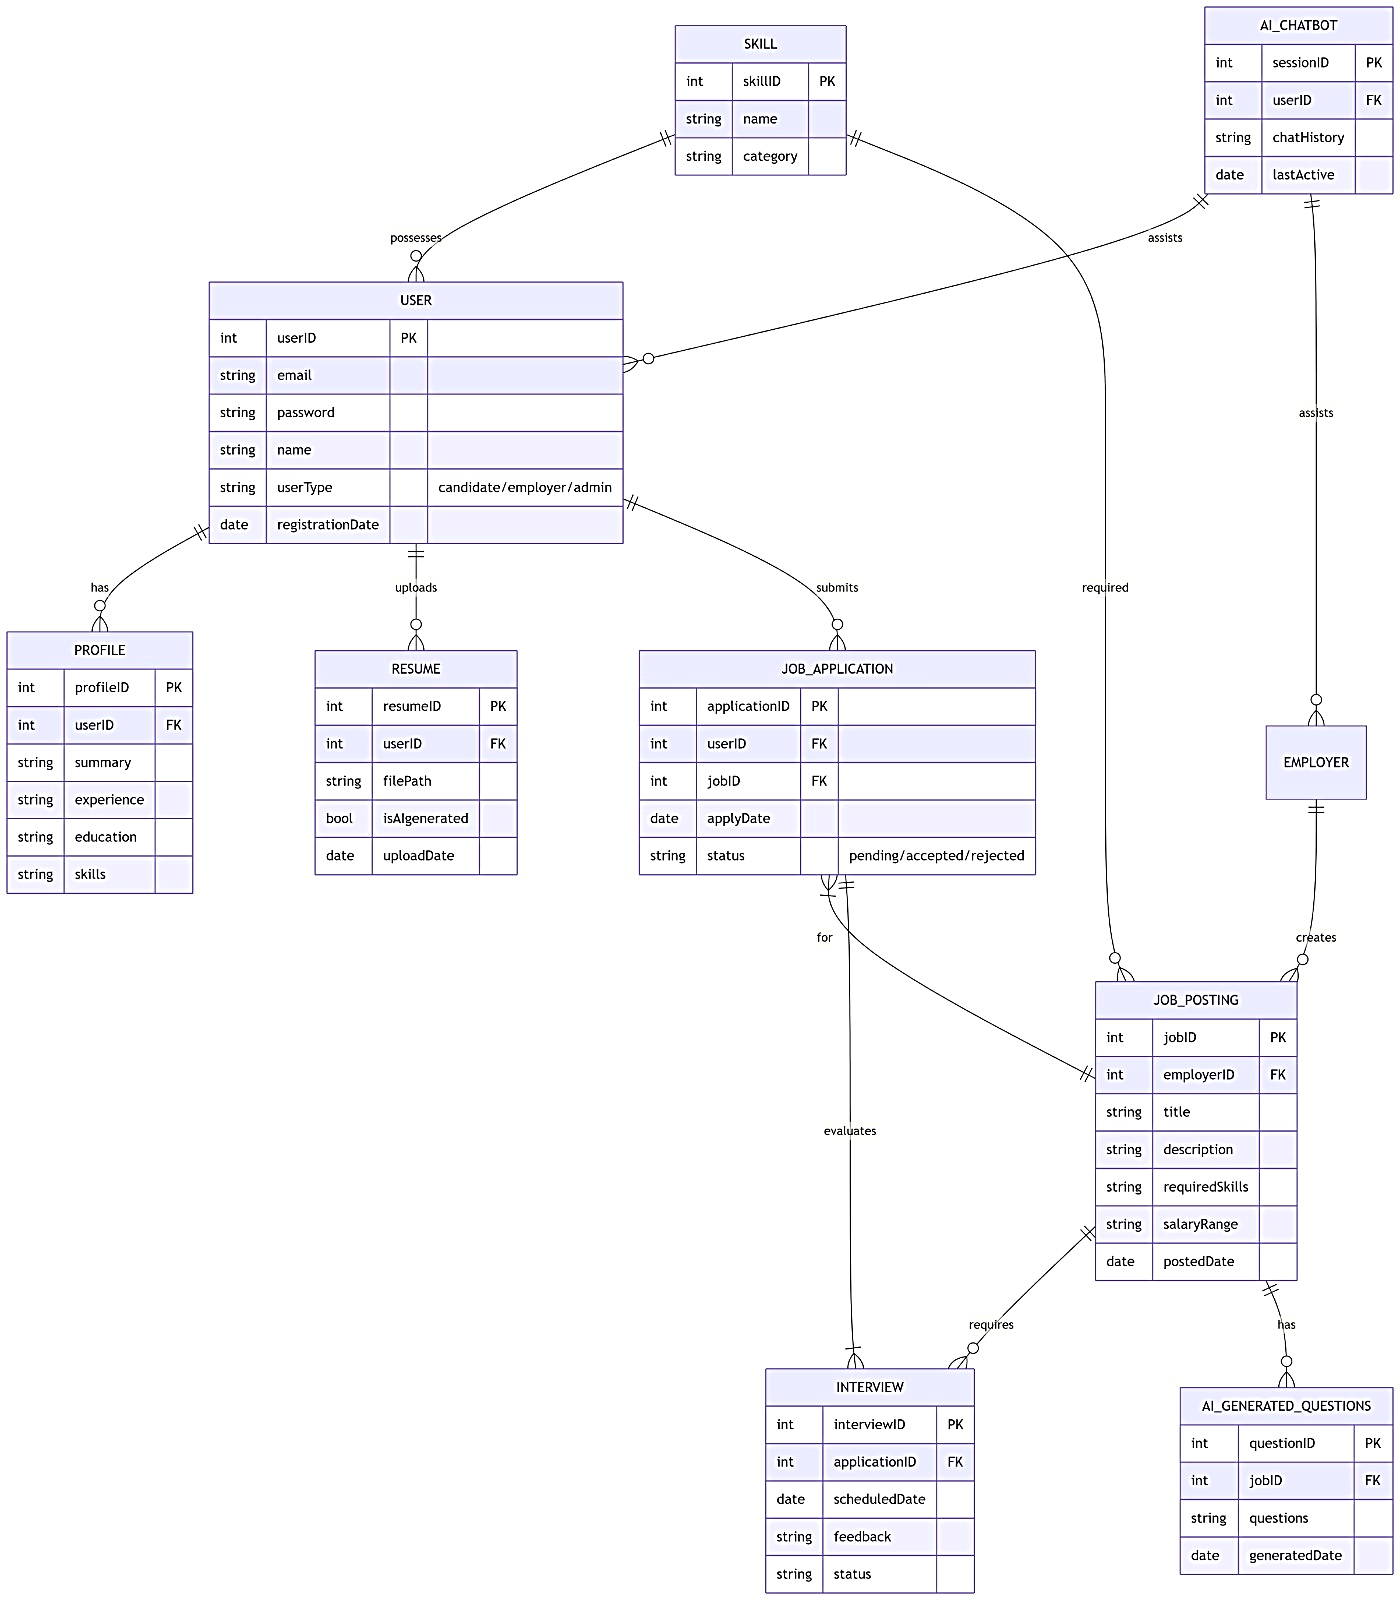 SKILL
int skillID PK
string name
string category
AI_CHATBOT
int sessionID PK
int userID FK
string chatHistory
date lastActive
possesses
assists
USER
int userID PK
string email
string password
string name
string userType candidate/employer/admin
date registrationDate
assists
has
uploads
submits
required
PROFILE
int profileID PK
int userID FK
string summary
string experience
string education
string skills
RESUME
int resumeID PK
int userID FK
string filePath
bool isAIgenerated
date uploadDate
JOB_APPLICATION
int applicationID PK
int userID FK
int jobID FK
date applyDate
string status pending/accepted/rejected
EMPLOYER
for
creates
JOB_POSTING
int jobID PK
int employerID FK
string title
string description
string requiredSkills
string salaryRange
date postedDate
evaluates
requires
has
INTERVIEW
int interviewID PK
int applicationID FK
date scheduledDate
string feedback
string status
AI_GENERATED_QUESTIONS
int questionID PK
int jobID FK
string questions
date generatedDate